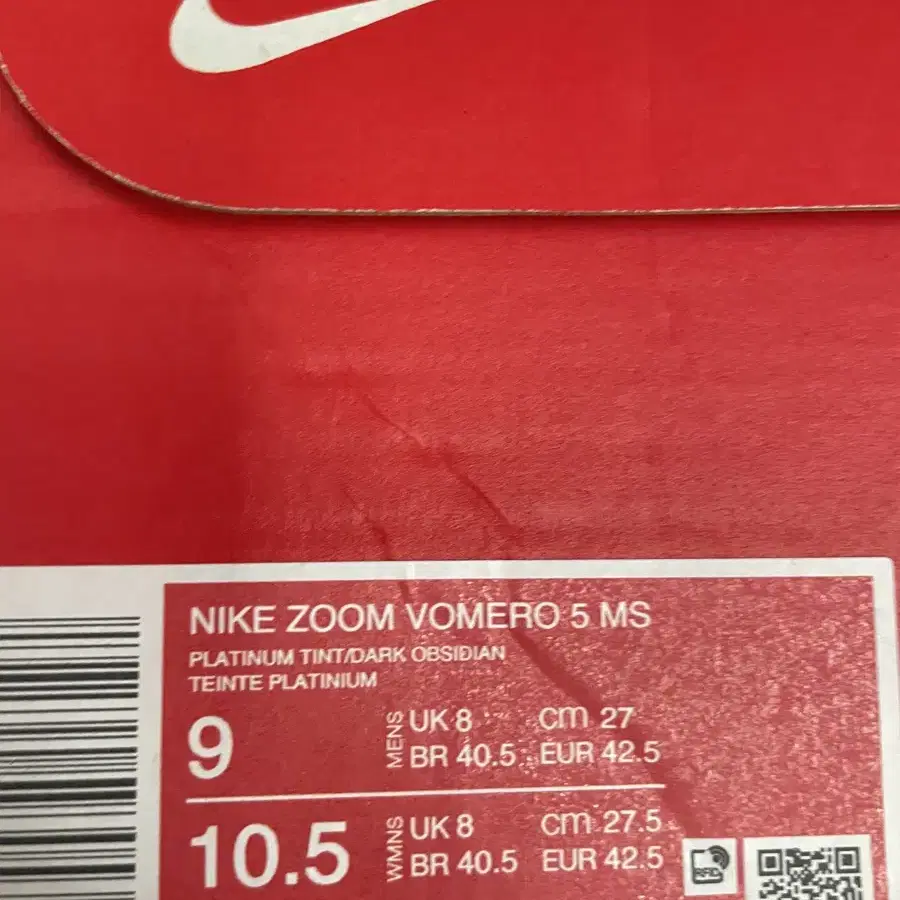 NIKE ZOOM VOMERO 5 MS
PLATINUM TINT/DARK OBSIDIAN
TEINTE PLATINIUM
9 MENS UK 8 cm 27
BR 40.5 EUR 42.5
10.5 WMNS UK 8 cm 27.5
BR 40.5 EUR 42.5
RFID